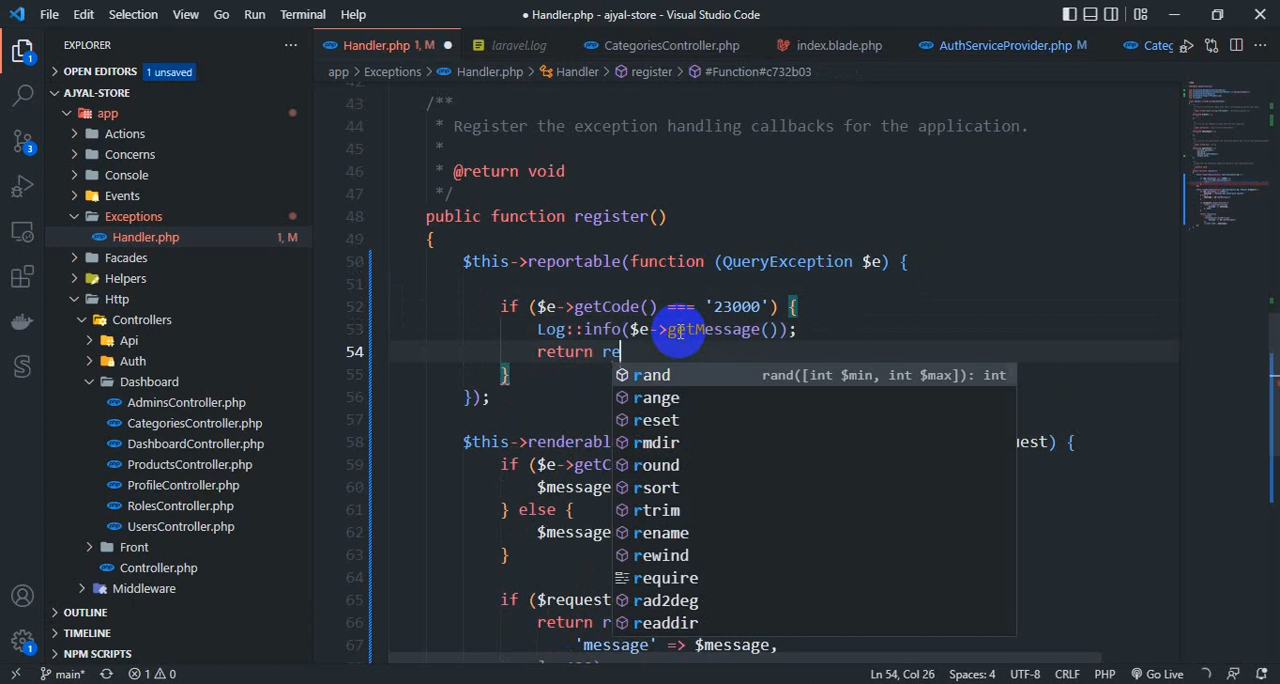 File Edit Selection View Go Run Terminal Help
● Handler.php - ajyal-store - Visual Studio Code
EXPLORER
Handler.php 1, M
laravel.log
CategoriesController.php
index.blade.php
AuthServiceProvider.php M
Categ
OPEN EDITORS 1 unsaved
app > Exceptions > Handler.php > Handler > register > #Function#c732b03
AJYAL-STORE
app
Actions
Concerns
Console
Events
Exceptions
Handler.php 1, M
Facades
Helpers
Http
Controllers
Api
Auth
Dashboard
AdminsController.php
CategoriesController.php
DashboardController.php
ProductsController.php
ProfileController.php
RolesController.php
UsersController.php
Front
Controller.php
Middleware
OUTLINE
TIMELINE
NPM SCRIPTS
43 /**
44 * Register the exception handling callbacks for the application.
45 *
46 * @return void
47 */
48 public function register()
49 {
50 $this->reportable(function (QueryException $e) {
51
52 if ($e->getCode() === '23000') {
53 Log::info($e->getMessage());
54 return re
55 }
56 });
57
58 $this->renderabl est) {
59 if ($e->getC
60 $message
61 } else {
62 $message
63 }
64
65 if ($request
66 return r
67 'message' => $message,
rand rand([int $min, int $max]): int
range
reset
rmdir
round
rsort
rtrim
rename
rewind
require
rad2deg
readdir
1
3
1
main* 1 0 Ln 54, Col 26 Spaces: 4 UTF-8 CRLF PHP Go Live